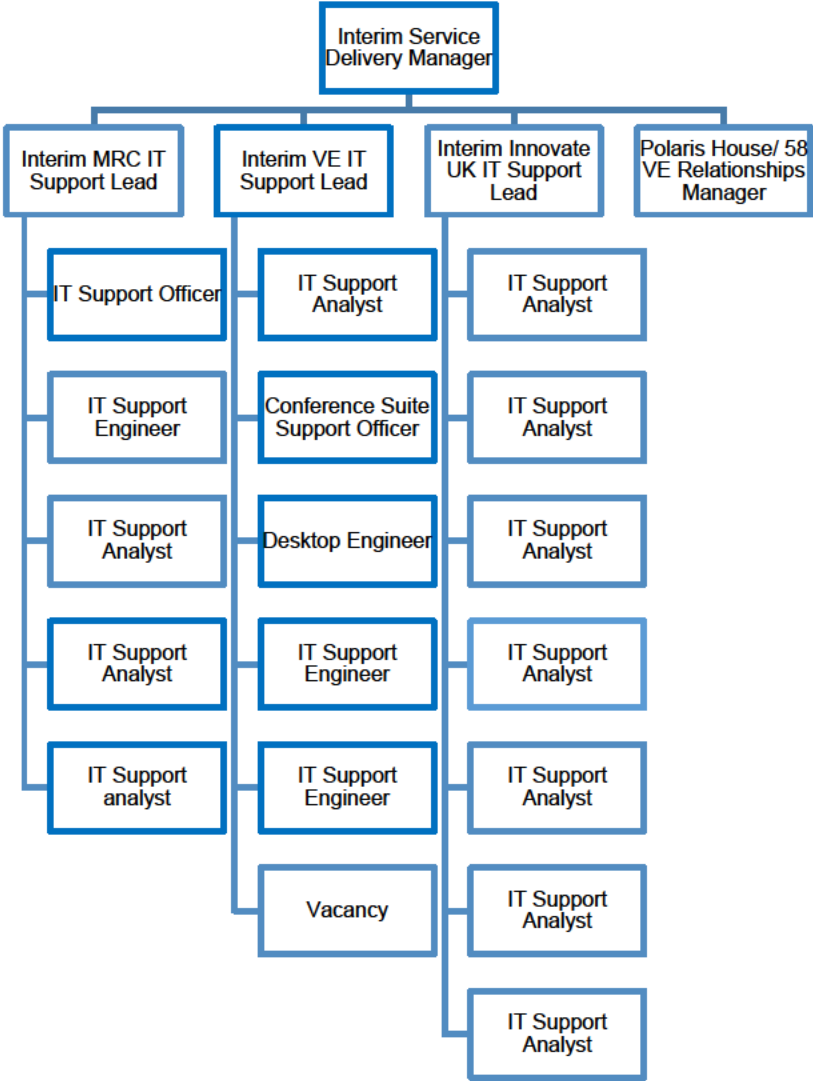 Interim Service
Delivery Manager
Interim MRC IT
Support Lead
Interim VE IT
Support Lead
Interim Innovate
UK IT Support
Lead
Polaris House/ 58
VE Relationships
Manager
IT Support Officer
IT Support
Engineer
IT Support
Analyst
IT Support
Analyst
IT Support
analyst
IT Support
Analyst
Conference Suite
Support Officer
Desktop Engineer
IT Support
Engineer
IT Support
Engineer
Vacancy
IT Support
Analyst
IT Support
Analyst
IT Support
Analyst
IT Support
Analyst
IT Support
Analyst
IT Support
Analyst
IT Support
Analyst